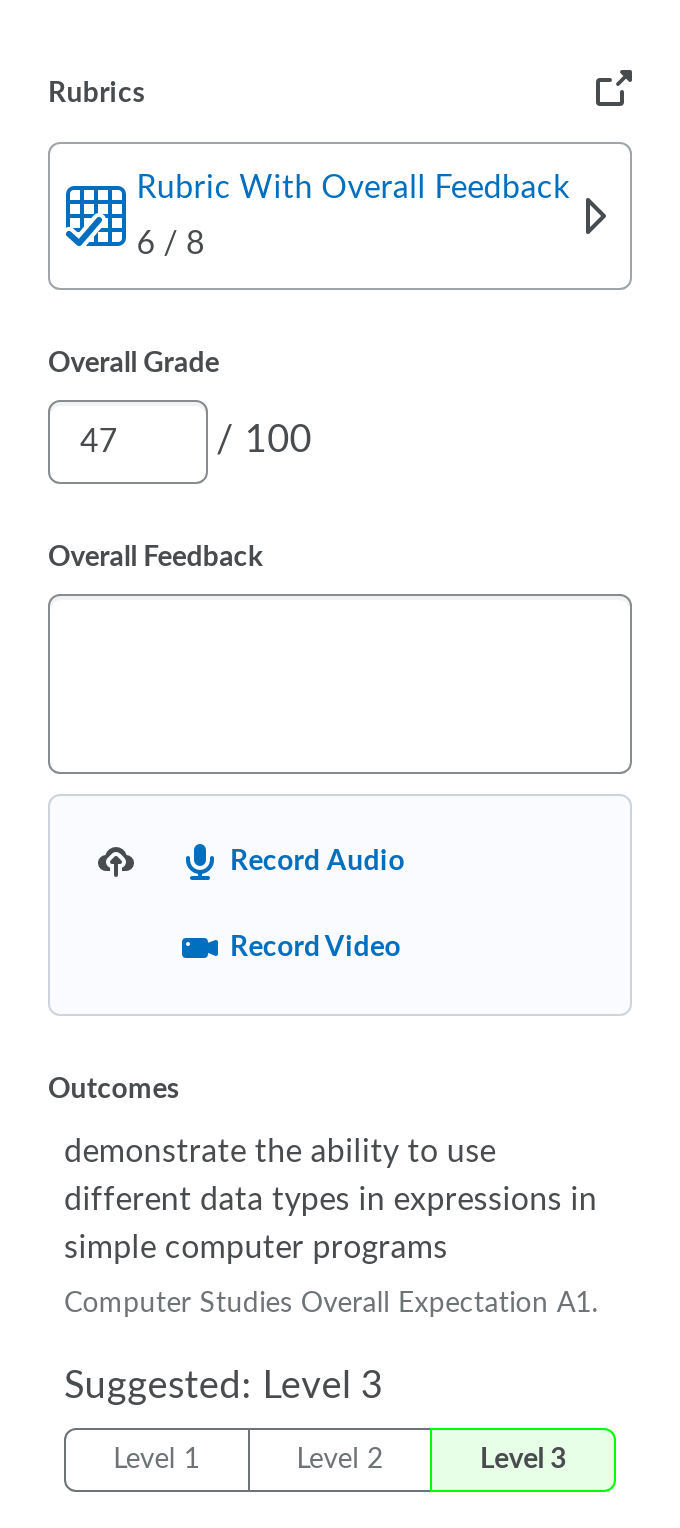 Rubrics
Rubric With Overall Feedback
6 / 8
Overall Grade
47 / 100
Overall Feedback
Record Audio
Record Video
Outcomes
demonstrate the ability to use
different data types in expressions in
simple computer programs
Computer Studies Overall Expectation A1.
Suggested: Level 3
Level 1 Level 2 Level 3